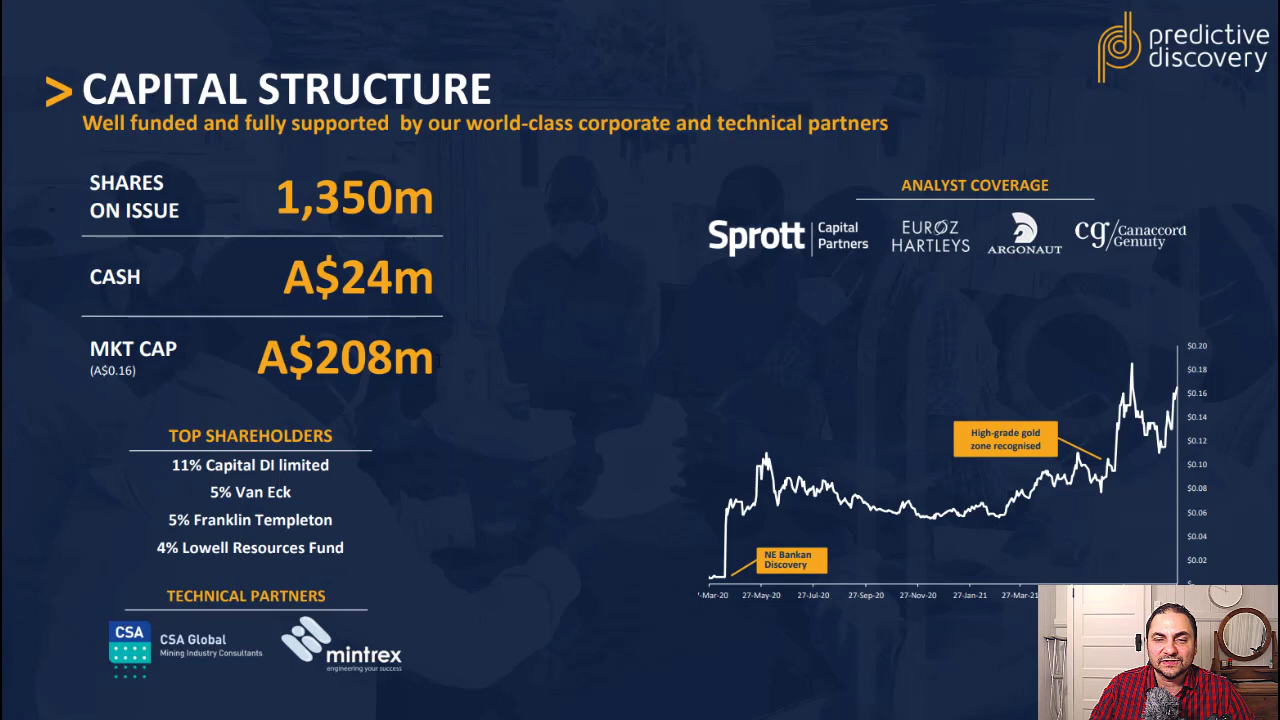 predictive
discovery
> CAPITAL STRUCTURE
Well funded and fully supported by our world-class corporate and technical partners
SHARES
ON ISSUE
1,350m
CASH
A$24m
MKT CAP
(A$0.16)
A$208m
TOP SHAREHOLDERS
11% Capital DI limited
5% Van Eck
5% Franklin Templeton
4% Lowell Resources Fund
TECHNICAL PARTNERS
CSA
CSA Global
Mining Industry Consultants
mintrex
engineering your success
ANALYST COVERAGE
Sprott
Capital
Partners
EUROZ
HARTLEYS
ARGONAUT
cg/Canaccord
Genuity
$0.20
$0.18
$0.16
$0.14
$0.12
$0.10
$0.08
$0.06
$0.04
$0.02
High-grade gold
zone recognised
NE Bankan
Discovery
-Mar-20 27-May-20 27-Jul-20 27-Sep-20 27-Nov-20 27-Jan-21 27-Mar-21